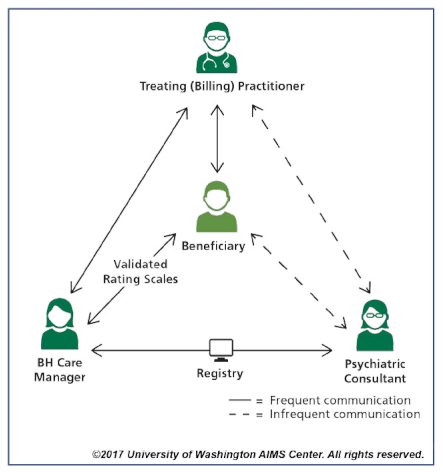 Treating (Billing) Practitioner
Beneficiary
Validated
Rating Scales
BH Care
Manager
Registry
Psychiatric
Consultant
= Frequent communication
= Infrequent communication
©2017 University of Washington AIMS Center. All rights reserved.